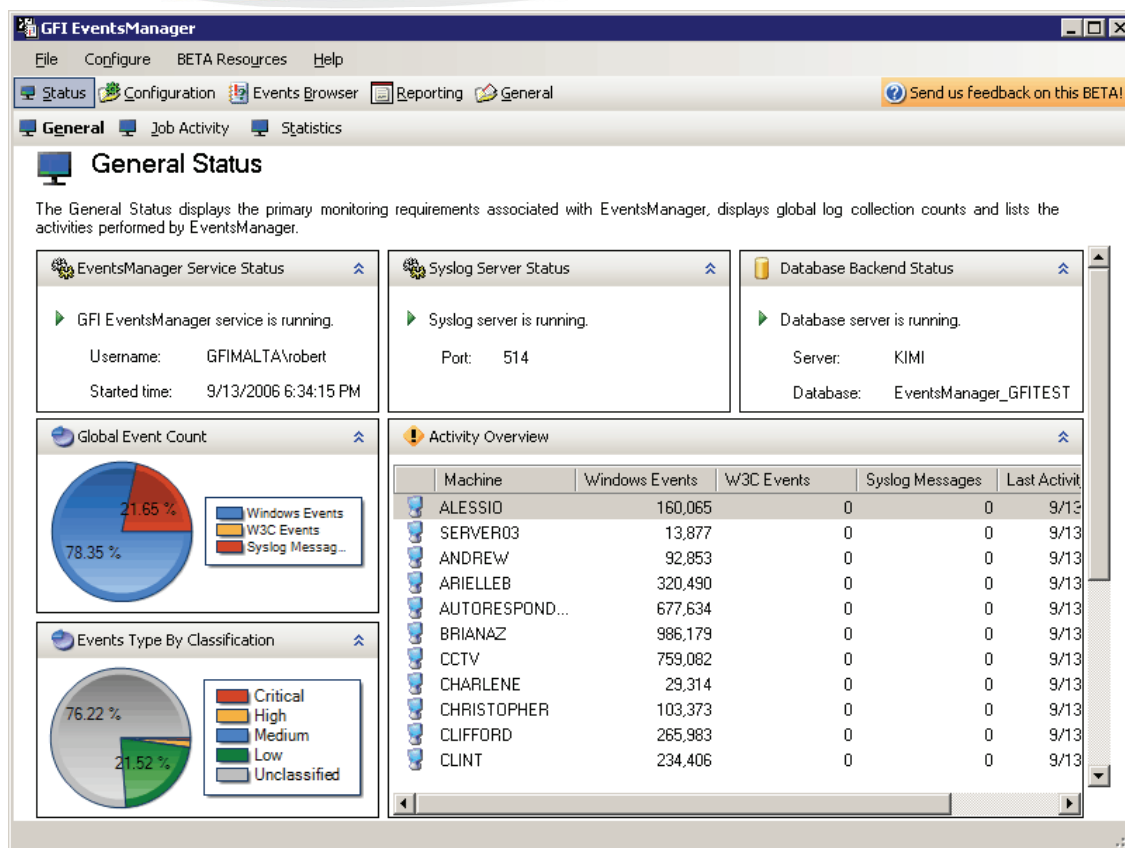 GFI EventsManager
File Configure BETA Resources Help
Status Configuration Events Browser Reporting General Send us feedback on this BETA!
General Job Activity Statistics
General Status
The General Status displays the primary monitoring requirements associated with EventsManager, displays global log collection counts and lists the
activities performed by EventsManager.
EventsManager Service Status
GFI EventsManager service is running.
Username: GFIMALTA\robert
Started time: 9/13/2006 6:34:15 PM
Syslog Server Status
Syslog server is running.
Port: 514
Database Backend Status
Database server is running.
Server: KIMI
Database: EventsManager_GFITEST
Global Event Count
21.65 %
78.35 %
Windows Events
W3C Events
Syslog Messag...
Events Type By Classification
76.22 %
21.52 %
Critical
High
Medium
Low
Unclassified
Activity Overview
Machine Windows Events W3C Events Syslog Messages Last Activit
ALESSIO 160,065 0 0 9/13
SERVER03 13,877 0 0 9/13
ANDREW 92,853 0 0 9/13
ARIELLEB 320,490 0 0 9/13
AUTORESPOND... 677,634 0 0 9/13
BRIANAZ 986,179 0 0 9/13
CCTV 759,082 0 0 9/13
CHARLENE 29,314 0 0 9/13
CHRISTOPHER 103,373 0 0 9/13
CLIFFORD 265,983 0 0 9/13
CLINT 234,406 0 0 9/13